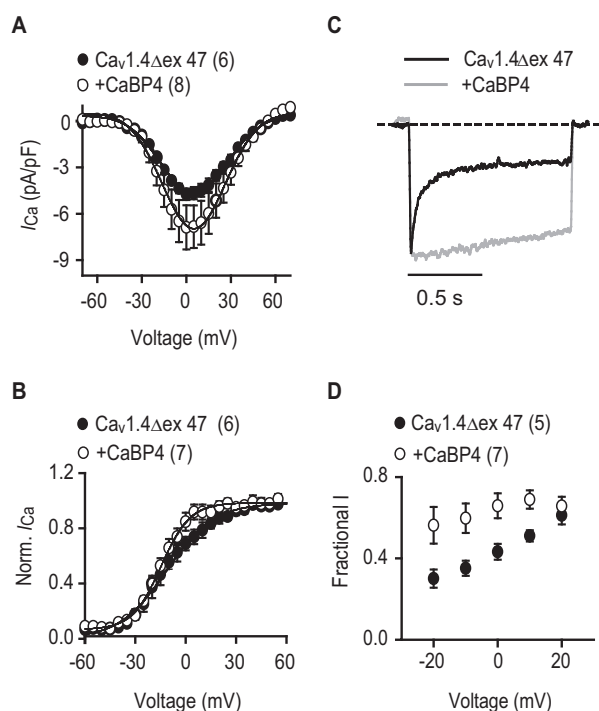 A
Caᵥ1.4Δex 47 (6)
+CaBP4 (8)
0
-3
-6
-9
ICa (pA/pF)
-60 -30 0 30 60
Voltage (mV)
C
Caᵥ1.4Δex 47
+CaBP4
0.5 s
B
Caᵥ1.4Δex 47 (6)
+CaBP4 (7)
1.2
0.8
0.4
0.0
Norm. ICa
-60 -30 0 30 60
Voltage (mV)
D
Caᵥ1.4Δex 47 (5)
+CaBP4 (7)
0.8
0.4
0.0
Fractional I
-20 0 20
Voltage (mV)